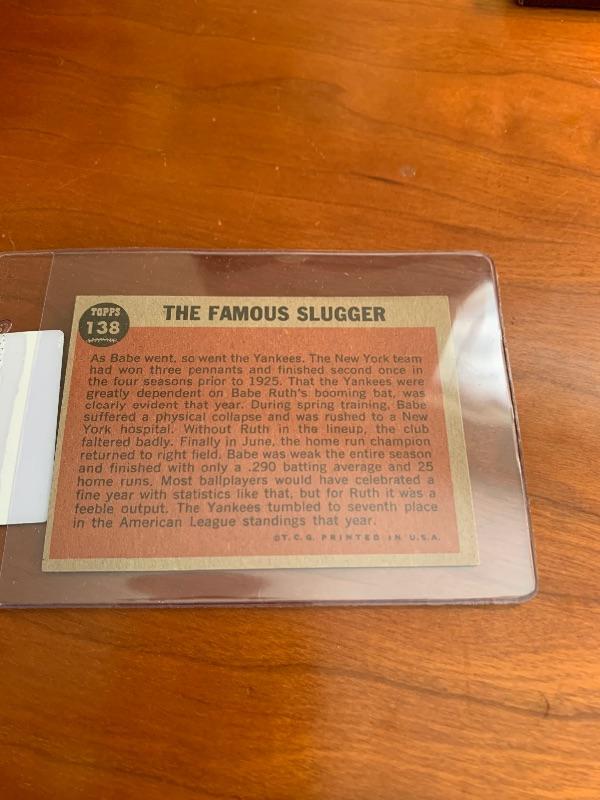 TOPPS
138
THE FAMOUS SLUGGER
As Babe went, so went the Yankees. The New York team
had won three pennants and finished second once in
the four seasons prior to 1925. That the Yankees were
greatly dependent on Babe Ruth's booming bat, was
clearly evident that year. During spring training, Babe
suffered a physical collapse and was rushed to a New
York hospital. Without Ruth in the lineup, the club
faltered badly. Finally in June, the home run champion
returned to right field. Babe was weak the entire season
and finished with only a .290 batting average and 25
home runs. Most ballplayers would have celebrated a
fine year with statistics like that, but for Ruth it was a
feeble output. The Yankees tumbled to seventh place
in the American League standings that year.
©T.C.G. PRINTED IN U.S.A.